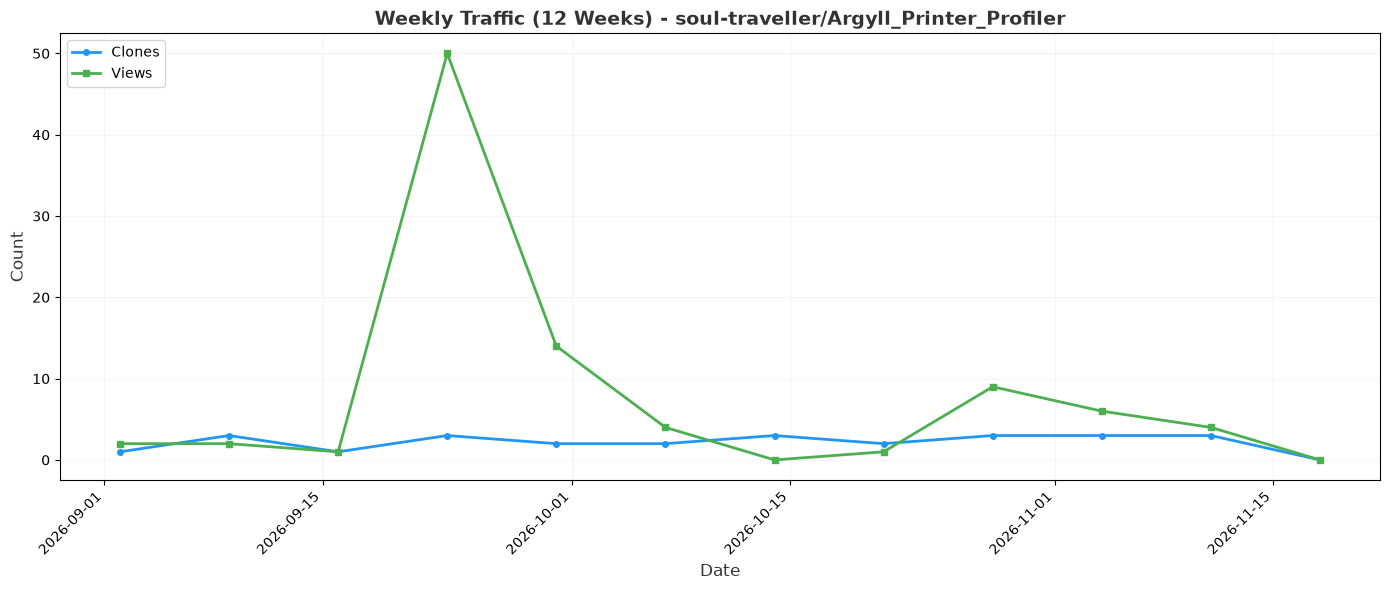 Weekly Traffic (12 Weeks) - soul-traveller/Argyll_Printer_Profiler
Clones
Views
50
40
30
20
10
0
Count
2026-09-01
2026-09-15
2026-10-01
2026-10-15
2026-11-01
2026-11-15
Date